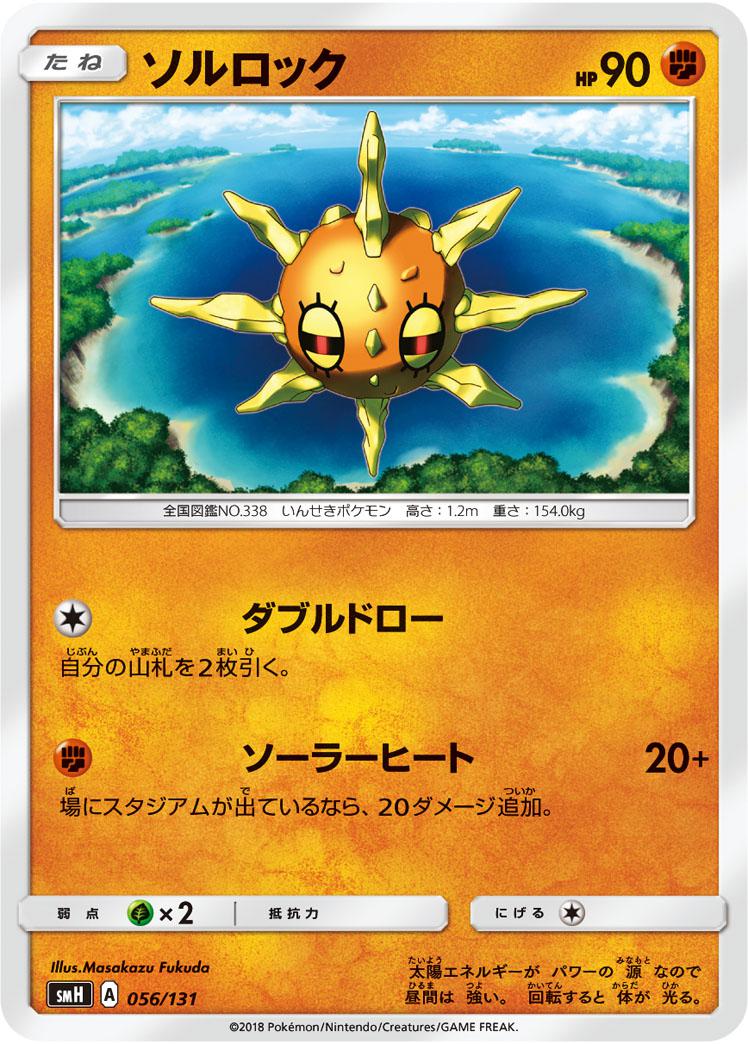 たね ソルロック HP90
全国図鑑NO.338 いんせきポケモン 高さ：1.2m 重さ：154.0kg
ダブルドロー
自分の山札を2枚引く。
ソーラーヒート 20+
場にスタジアムが出ているなら、20ダメージ追加。
弱点 ×2 抵抗力 にげる
Illus.Masakazu Fukuda
太陽エネルギーが パワーの 源 なので
昼間は 強い。 回転すると 体が 光る。
SMH A 056/131
©2018 Pokémon/Nintendo/Creatures/GAME FREAK.